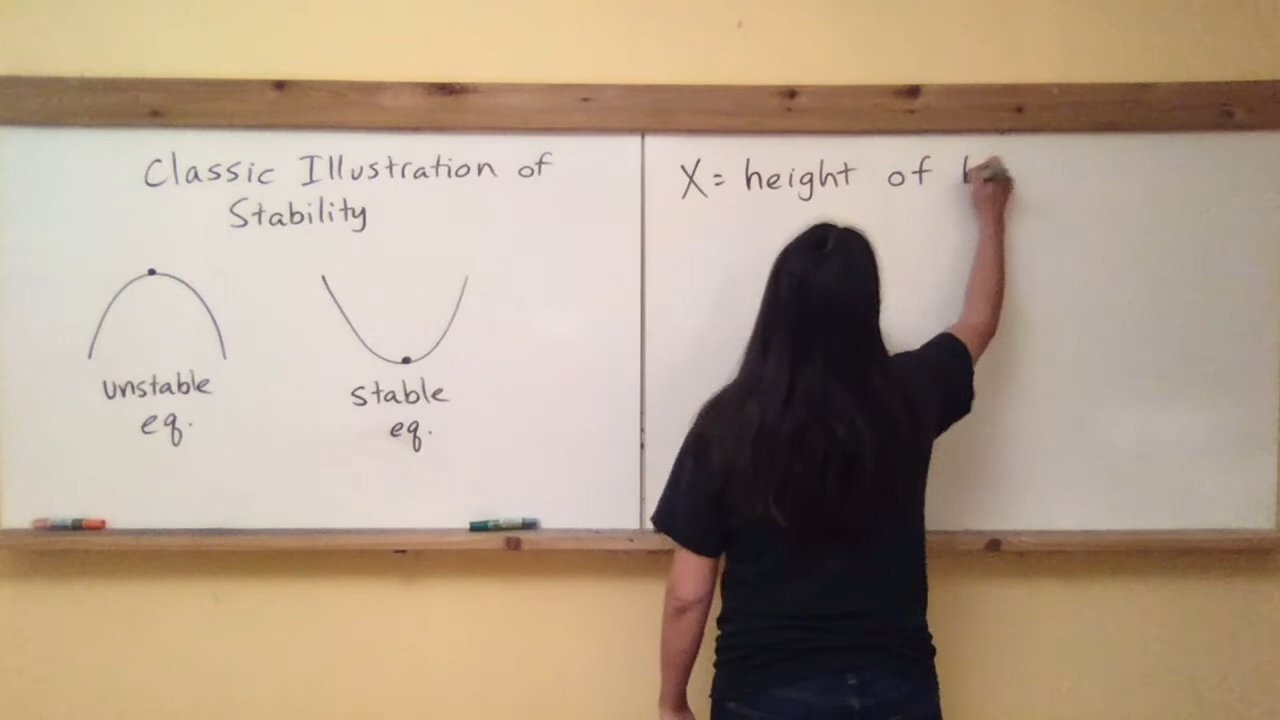 Classic Illustration of
Stability
unstable
eq.
stable
eq.
X = height of